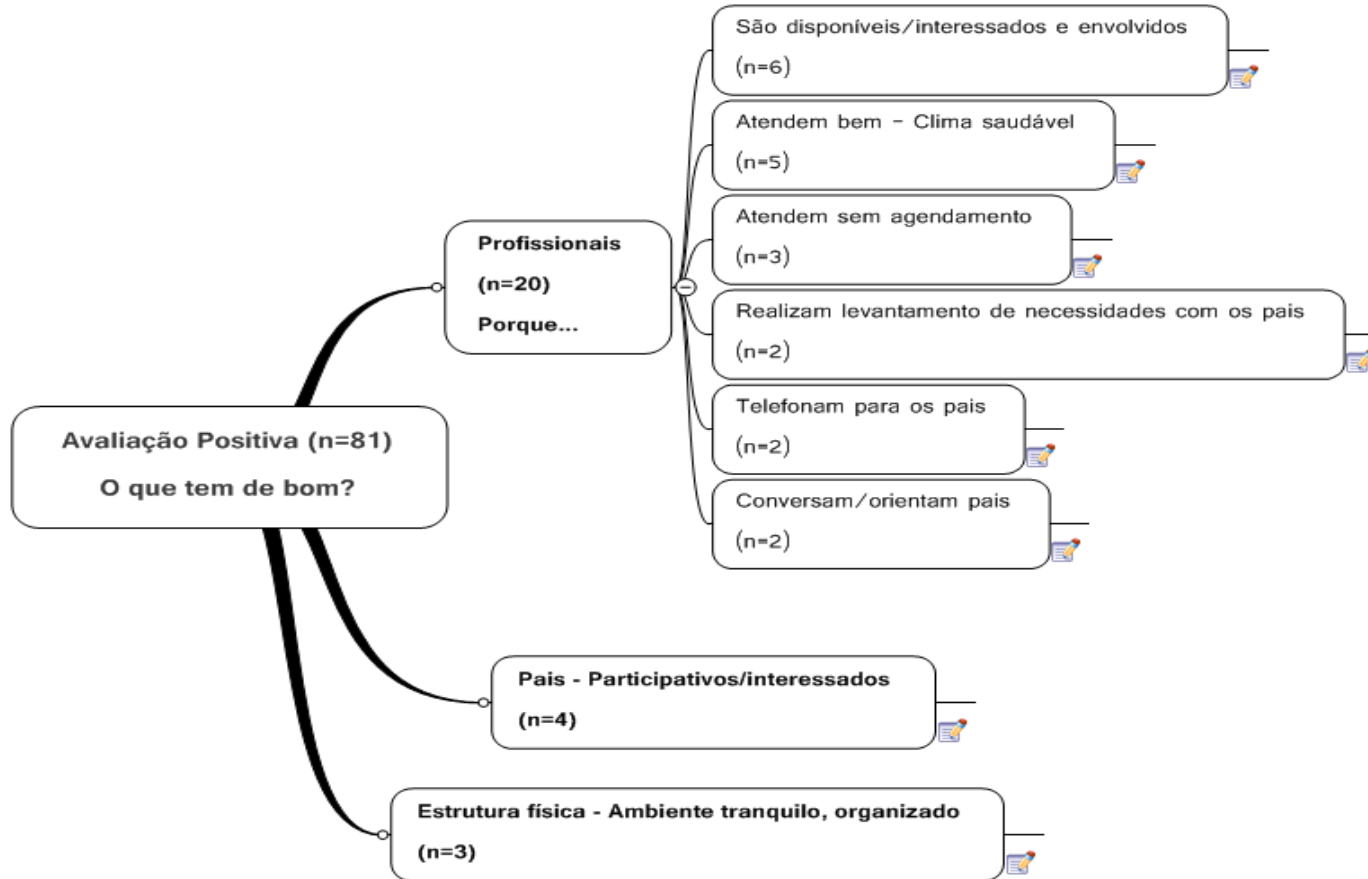 São disponíveis/interessados e envolvidos
(n=6)
Atendem bem – Clima saudável
(n=5)
Atendem sem agendamento
(n=3)
Realizam levantamento de necessidades com os pais
(n=2)
Telefonam para os pais
(n=2)
Conversam/orientam pais
(n=2)
Profissionais
(n=20)
Porque...
Avaliação Positiva (n=81)
O que tem de bom?
Pais - Participativos/interessados
(n=4)
Estrutura física - Ambiente tranquilo, organizado
(n=3)